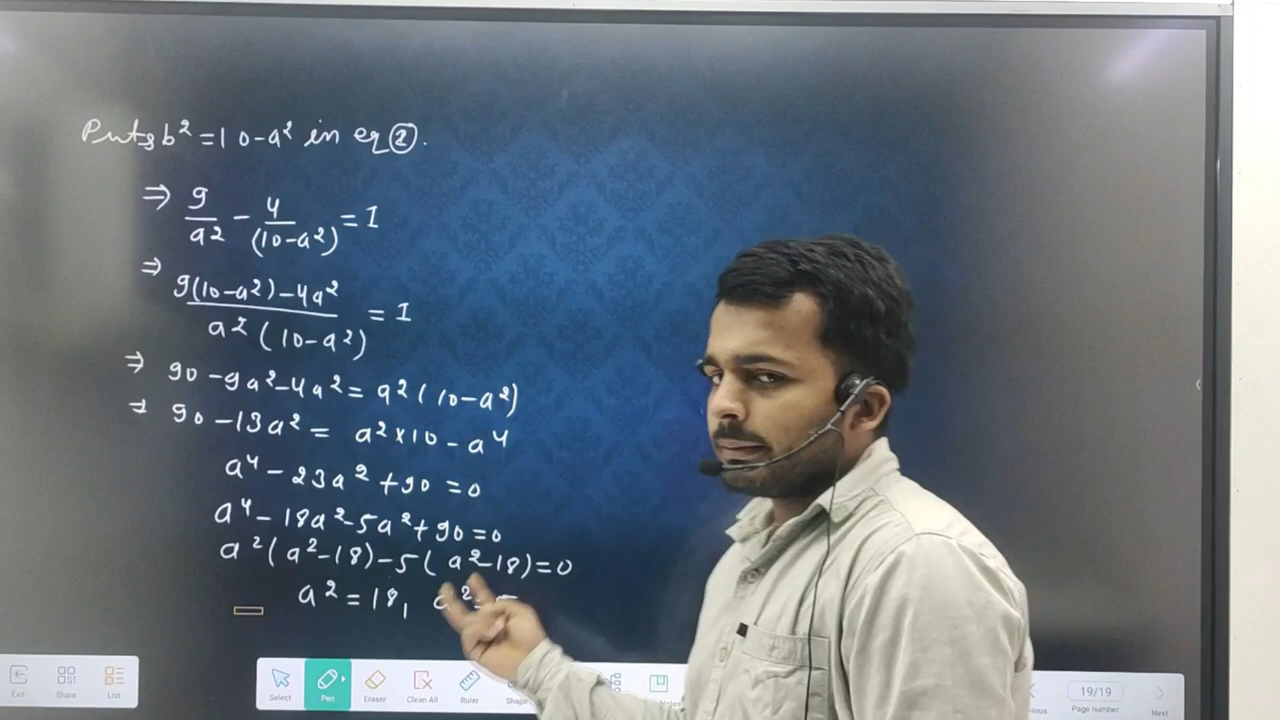 Putg b² = 10-a² in eq ②.
⇒ 9/a² - 4/(10-a²) = 1
⇒ 9(10-a²)-4a² / a²(10-a²) = 1
⇒ 90-9a²-4a² = a²(10-a²)
⇒ 90-13a² = a²×10-a⁴
a⁴-23a²+90=0
a⁴-18a²-5a²+90=0
a²(a²-18)-5(a²-18)=0
a²=18, a²=5
Exit Share List Select Pen Eraser Clean All Ruler 19/19 Page number Next